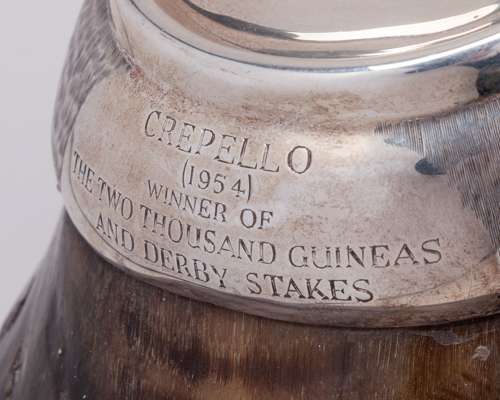 CREPELLO
(1954)
WINNER OF
THE TWO THOUSAND GUINEAS
AND DERBY STAKES